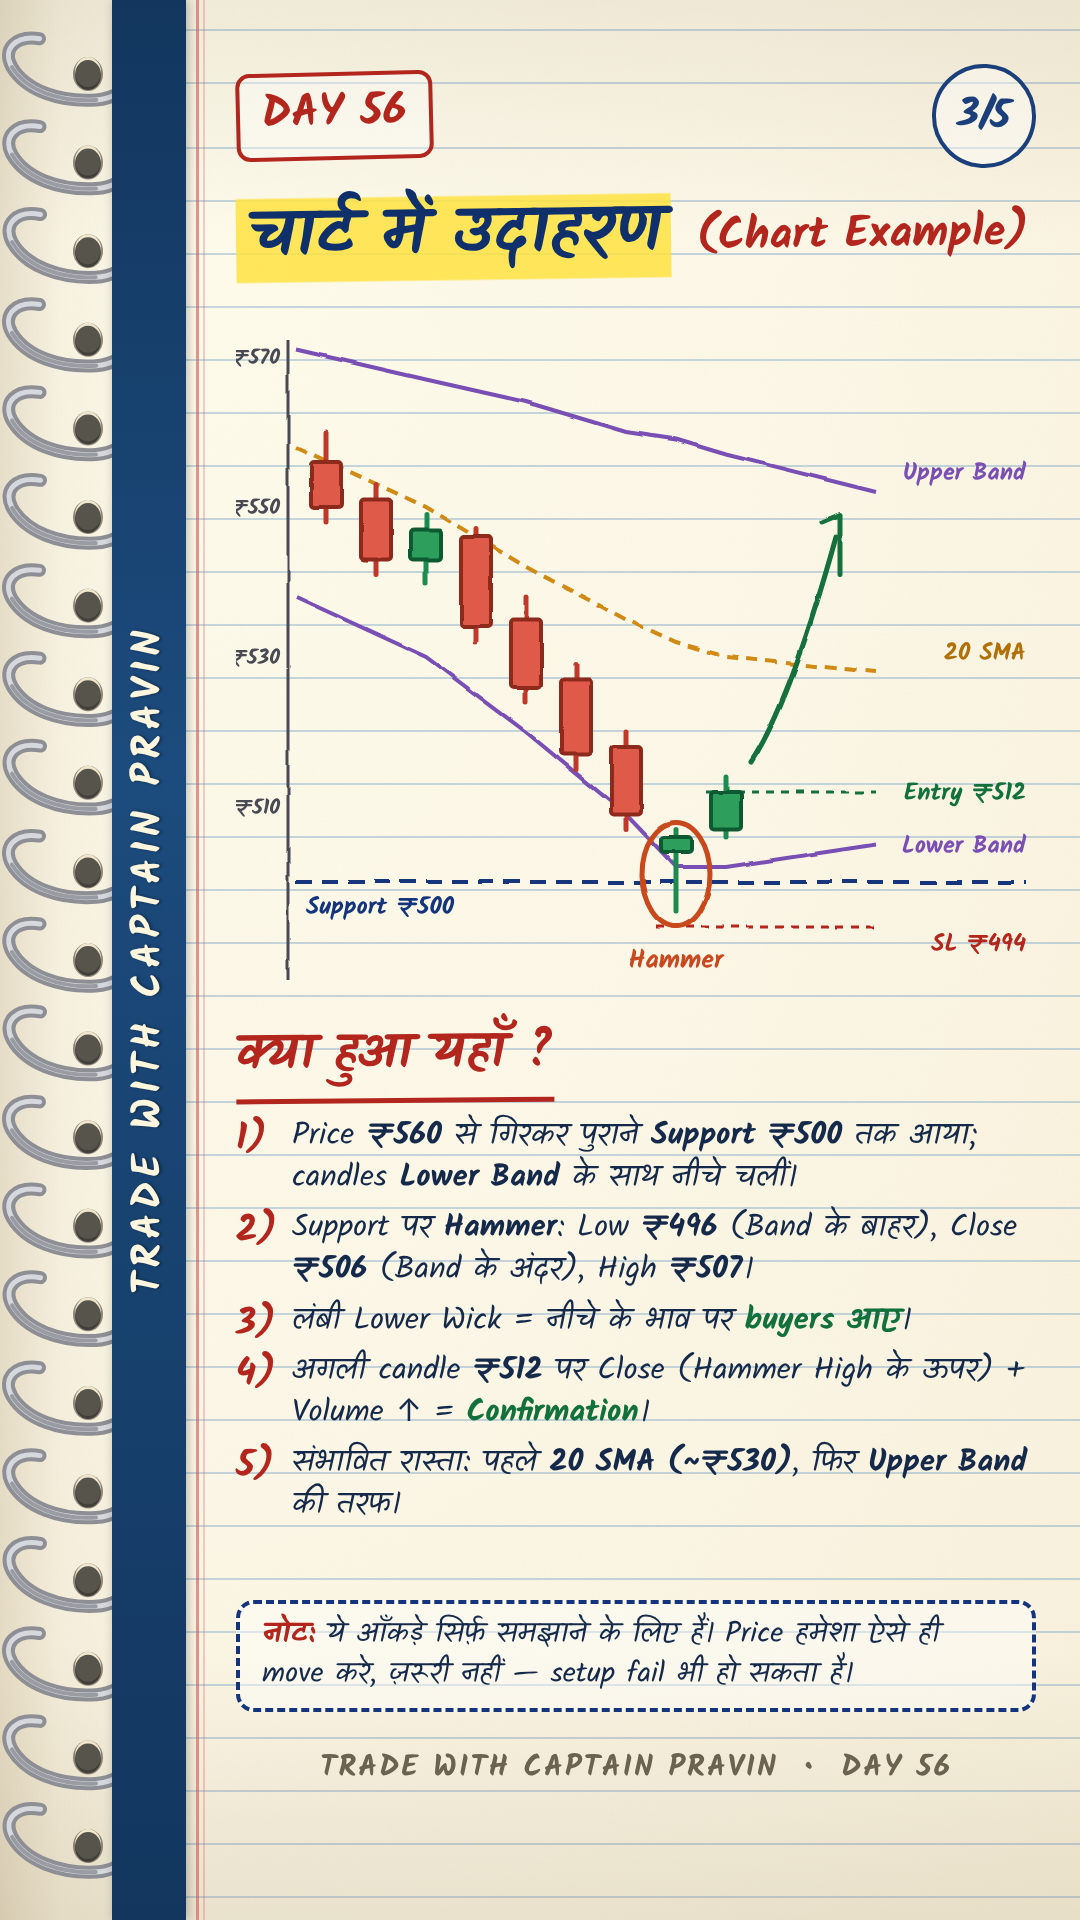 TRADE WITH CAPTAIN PRAVIN
DAY 56
3/5
चार्ट में उदाहरण (Chart Example)
₹570
Upper Band
₹550
₹530
20 SMA
₹510
Entry ₹512
Lower Band
Support ₹500
SL ₹494
Hammer
क्या हुआ यहाँ ?
1) Price ₹560 से गिरकर पुराने Support ₹500 तक आया;
candles Lower Band के साथ नीचे चलीं।
2) Support पर Hammer: Low ₹496 (Band के बाहर), Close
₹506 (Band के अंदर), High ₹507।
3) लंबी Lower Wick = नीचे के भाव पर buyers आए।
4) अगली candle ₹512 पर Close (Hammer High के ऊपर) +
Volume ↑ = Confirmation।
5) संभावित रास्ता: पहले 20 SMA (~₹530), फिर Upper Band
की तरफ।
नोट: ये आँकड़े सिर्फ़ समझाने के लिए हैं। Price हमेशा ऐसे ही
move करे, ज़रूरी नहीं — setup fail भी हो सकता है।
TRADE WITH CAPTAIN PRAVIN · DAY 56